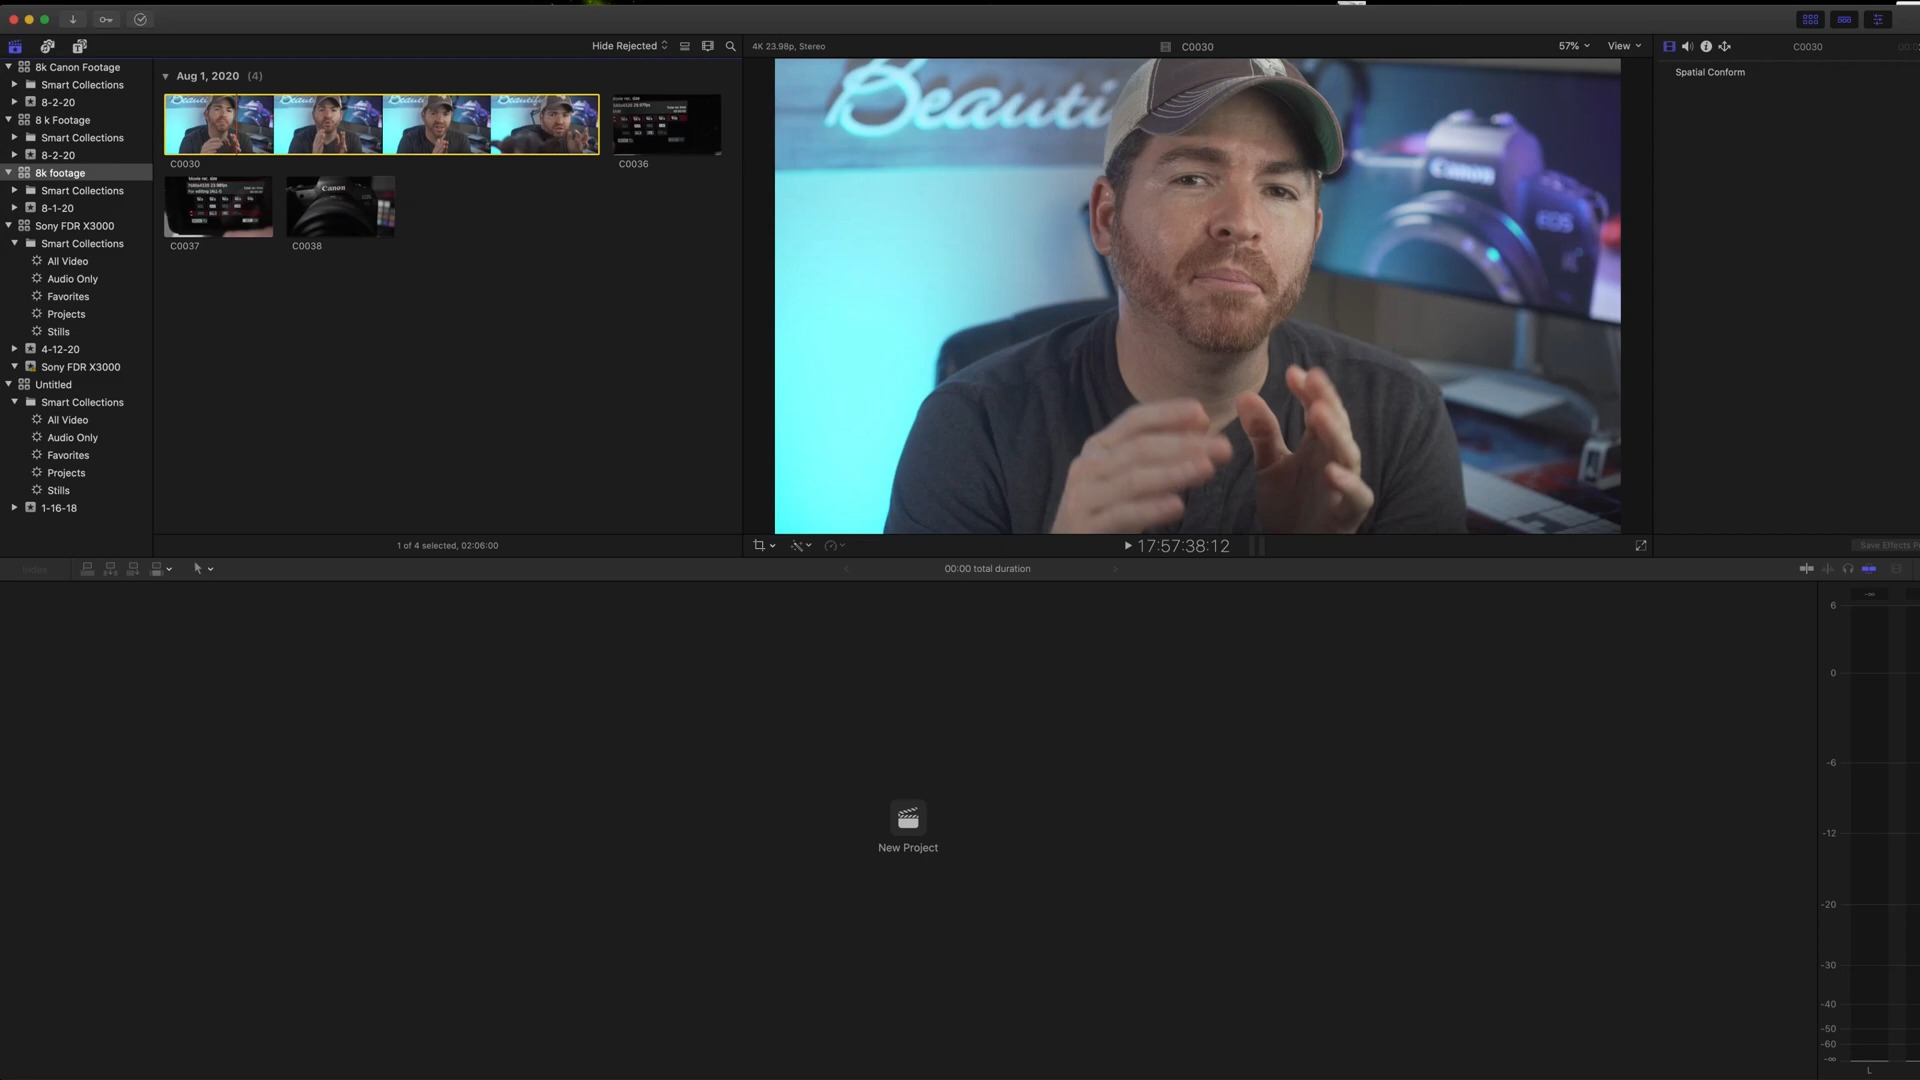 Hide Rejected
4K 23.98p, Stereo
C0030
57%
View
C0030
8k Canon Footage
Smart Collections
8-2-20
8 k Footage
Smart Collections
8-2-20
8k footage
Smart Collections
8-1-20
Sony FDR X3000
Smart Collections
All Video
Audio Only
Favorites
Projects
Stills
4-12-20
Sony FDR X3000
Untitled
Smart Collections
All Video
Audio Only
Favorites
Projects
Stills
1-16-18
Aug 1, 2020 (4)
C0030
C0036
C0037
C0038
Canon
1 of 4 selected, 02:06:00
Beauti
Canon
EOS
17:57:38:12
Spatial Conform
Save Effects P
Index
00:00 total duration
New Project
-∞
6
0
-6
-12
-20
-30
-40
-50
-60
-∞
L